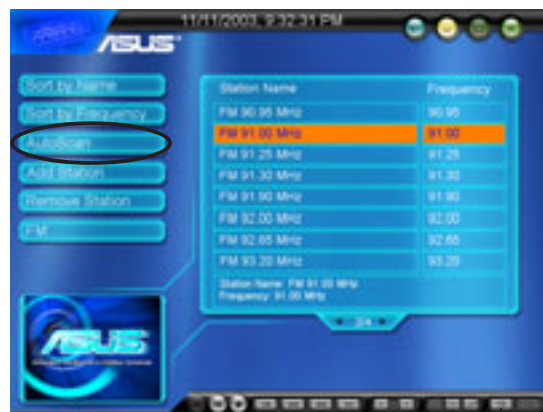 11/11/2003, 9:32:31 PM
ASUS
Sort by Name
Sort by Frequency
AutoScan
Add Station
Remove Station
FM
Station Name Frequency
FM 90.95 MHz 90.95
FM 91.00 MHz 91.00
FM 91.25 MHz 91.25
FM 91.30 MHz 91.30
FM 91.90 MHz 91.90
FM 92.00 MHz 92.00
FM 92.65 MHz 92.65
FM 93.20 MHz 93.20
Station Name: FM 91.00 MHz
Frequency: 91.00 MHz
2/4
ASUS